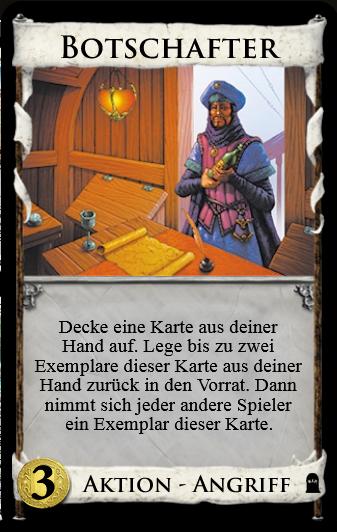 BOTSCHAFTER
Decke eine Karte aus deiner
Hand auf. Lege bis zu zwei
Exemplare dieser Karte aus deiner
Hand zurück in den Vorrat. Dann
nimmt sich jeder andere Spieler
ein Exemplar dieser Karte.
3 AKTION - ANGRIFF